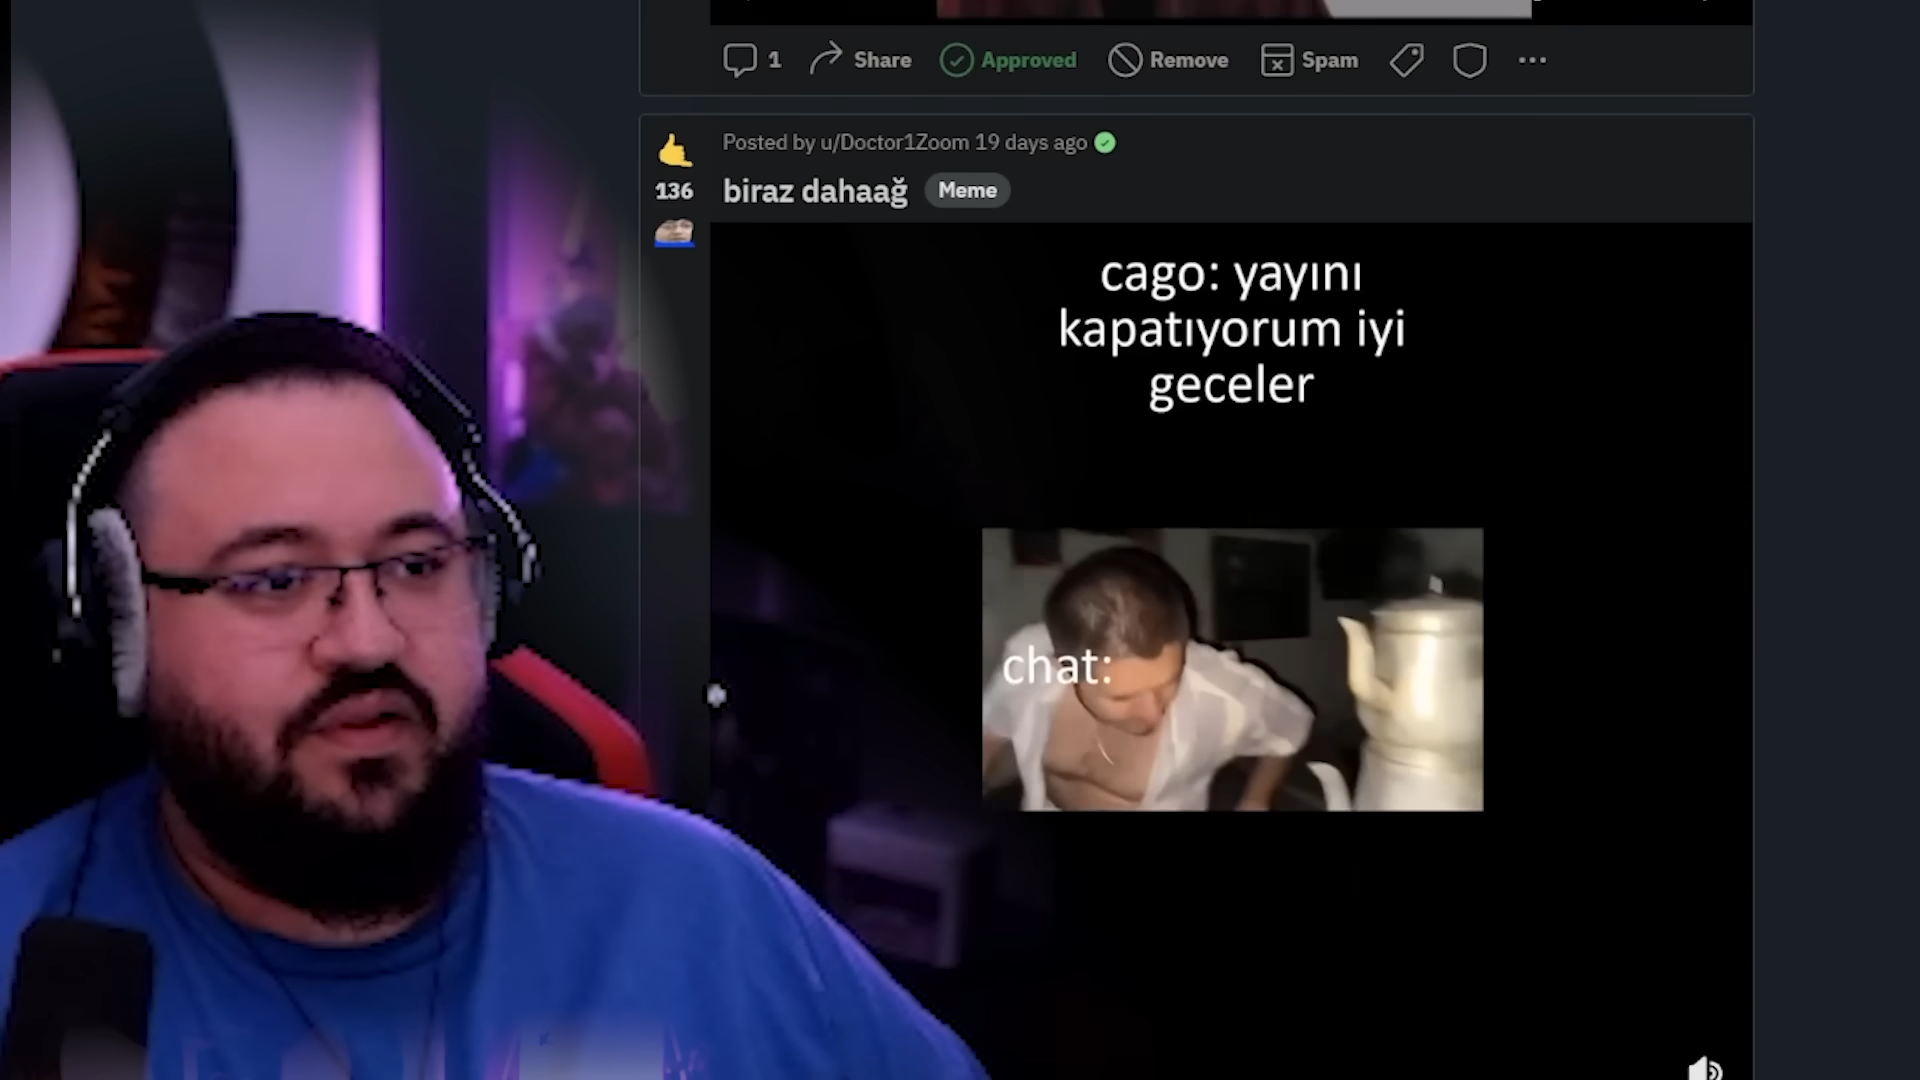 1 Share Approved Remove Spam
Posted by u/Doctor1Zoom 19 days ago
136
biraz dahaağ Meme
cago: yayını
kapatıyorum iyi
geceler
chat: